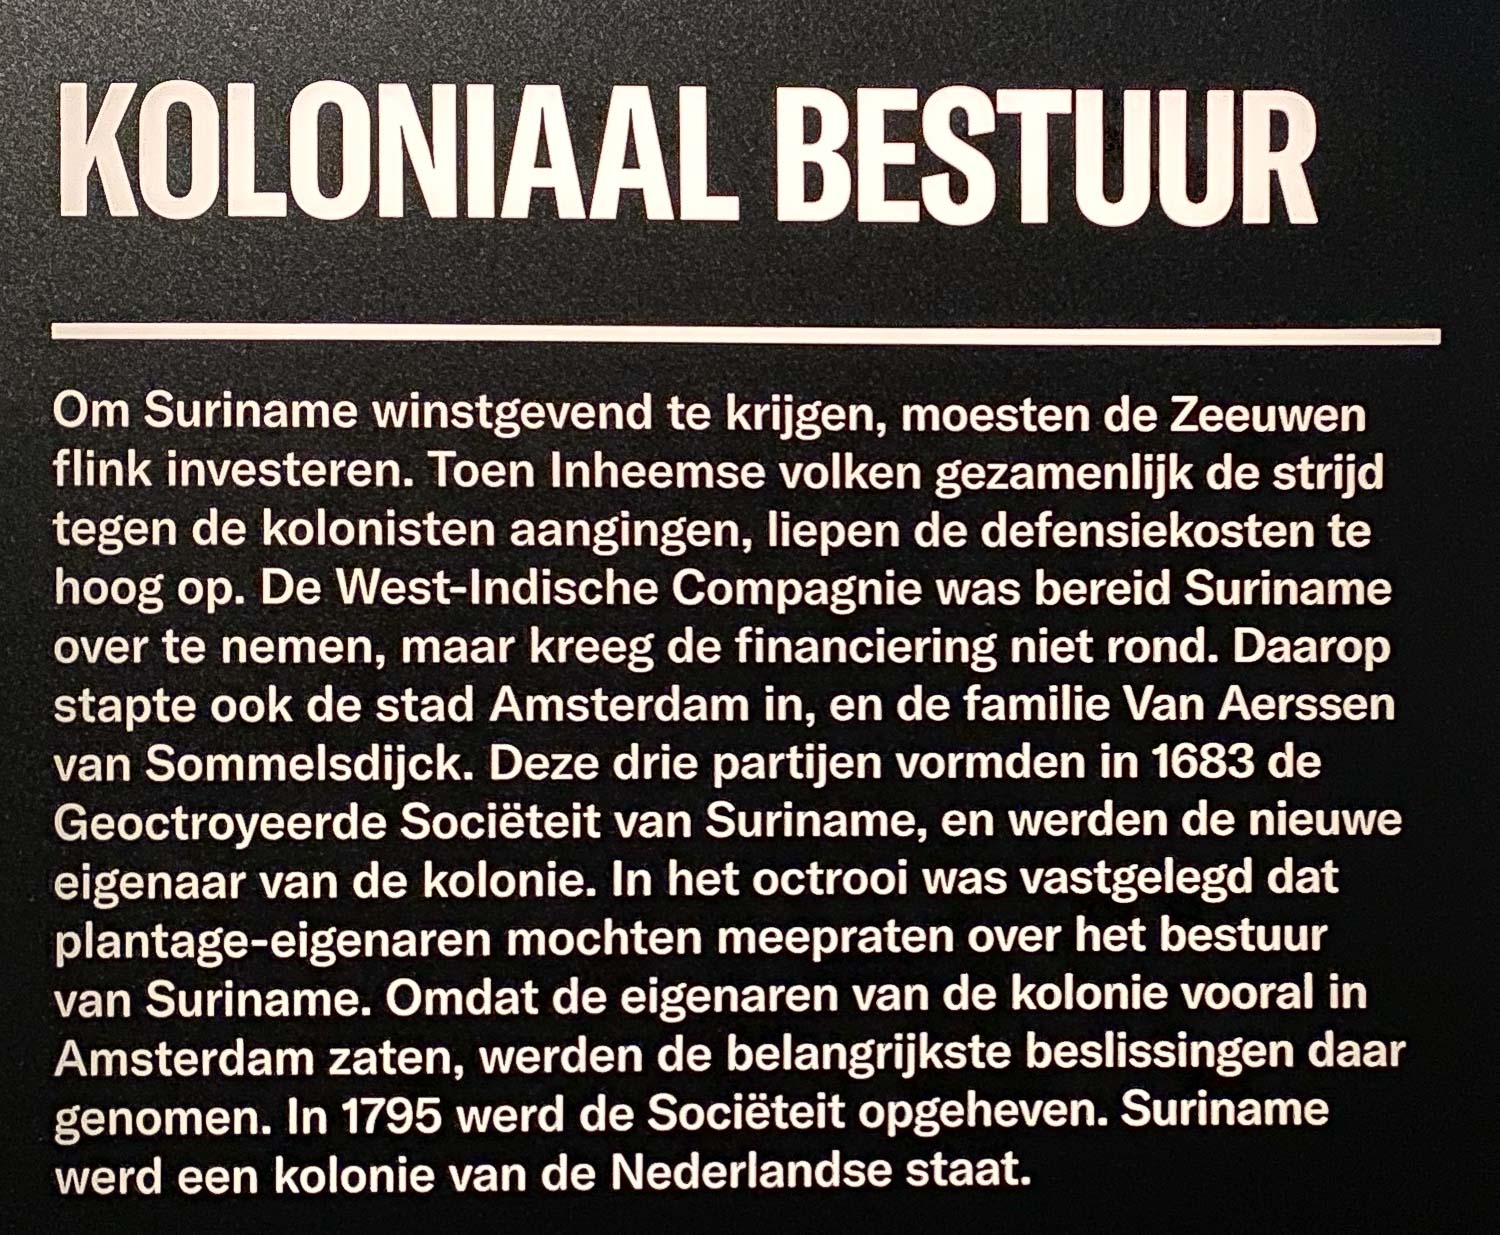 KOLONIAAL BESTUUR
Om Suriname winstgevend te krijgen, moesten de Zeeuwen
flink investeren. Toen Inheemse volken gezamenlijk de strijd
tegen de kolonisten aangingen, liepen de defensiekosten te
hoog op. De West-Indische Compagnie was bereid Suriname
over te nemen, maar kreeg de financiering niet rond. Daarop
stapte ook de stad Amsterdam in, en de familie Van Aerssen
van Sommelsdijck. Deze drie partijen vormden in 1683 de
Geoctroyeerde Sociëteit van Suriname, en werden de nieuwe
eigenaar van de kolonie. In het octrooi was vastgelegd dat
plantage-eigenaren mochten meepraten over het bestuur
van Suriname. Omdat de eigenaren van de kolonie vooral in
Amsterdam zaten, werden de belangrijkste beslissingen daar
genomen. In 1795 werd de Sociëteit opgeheven. Suriname
werd een kolonie van de Nederlandse staat.